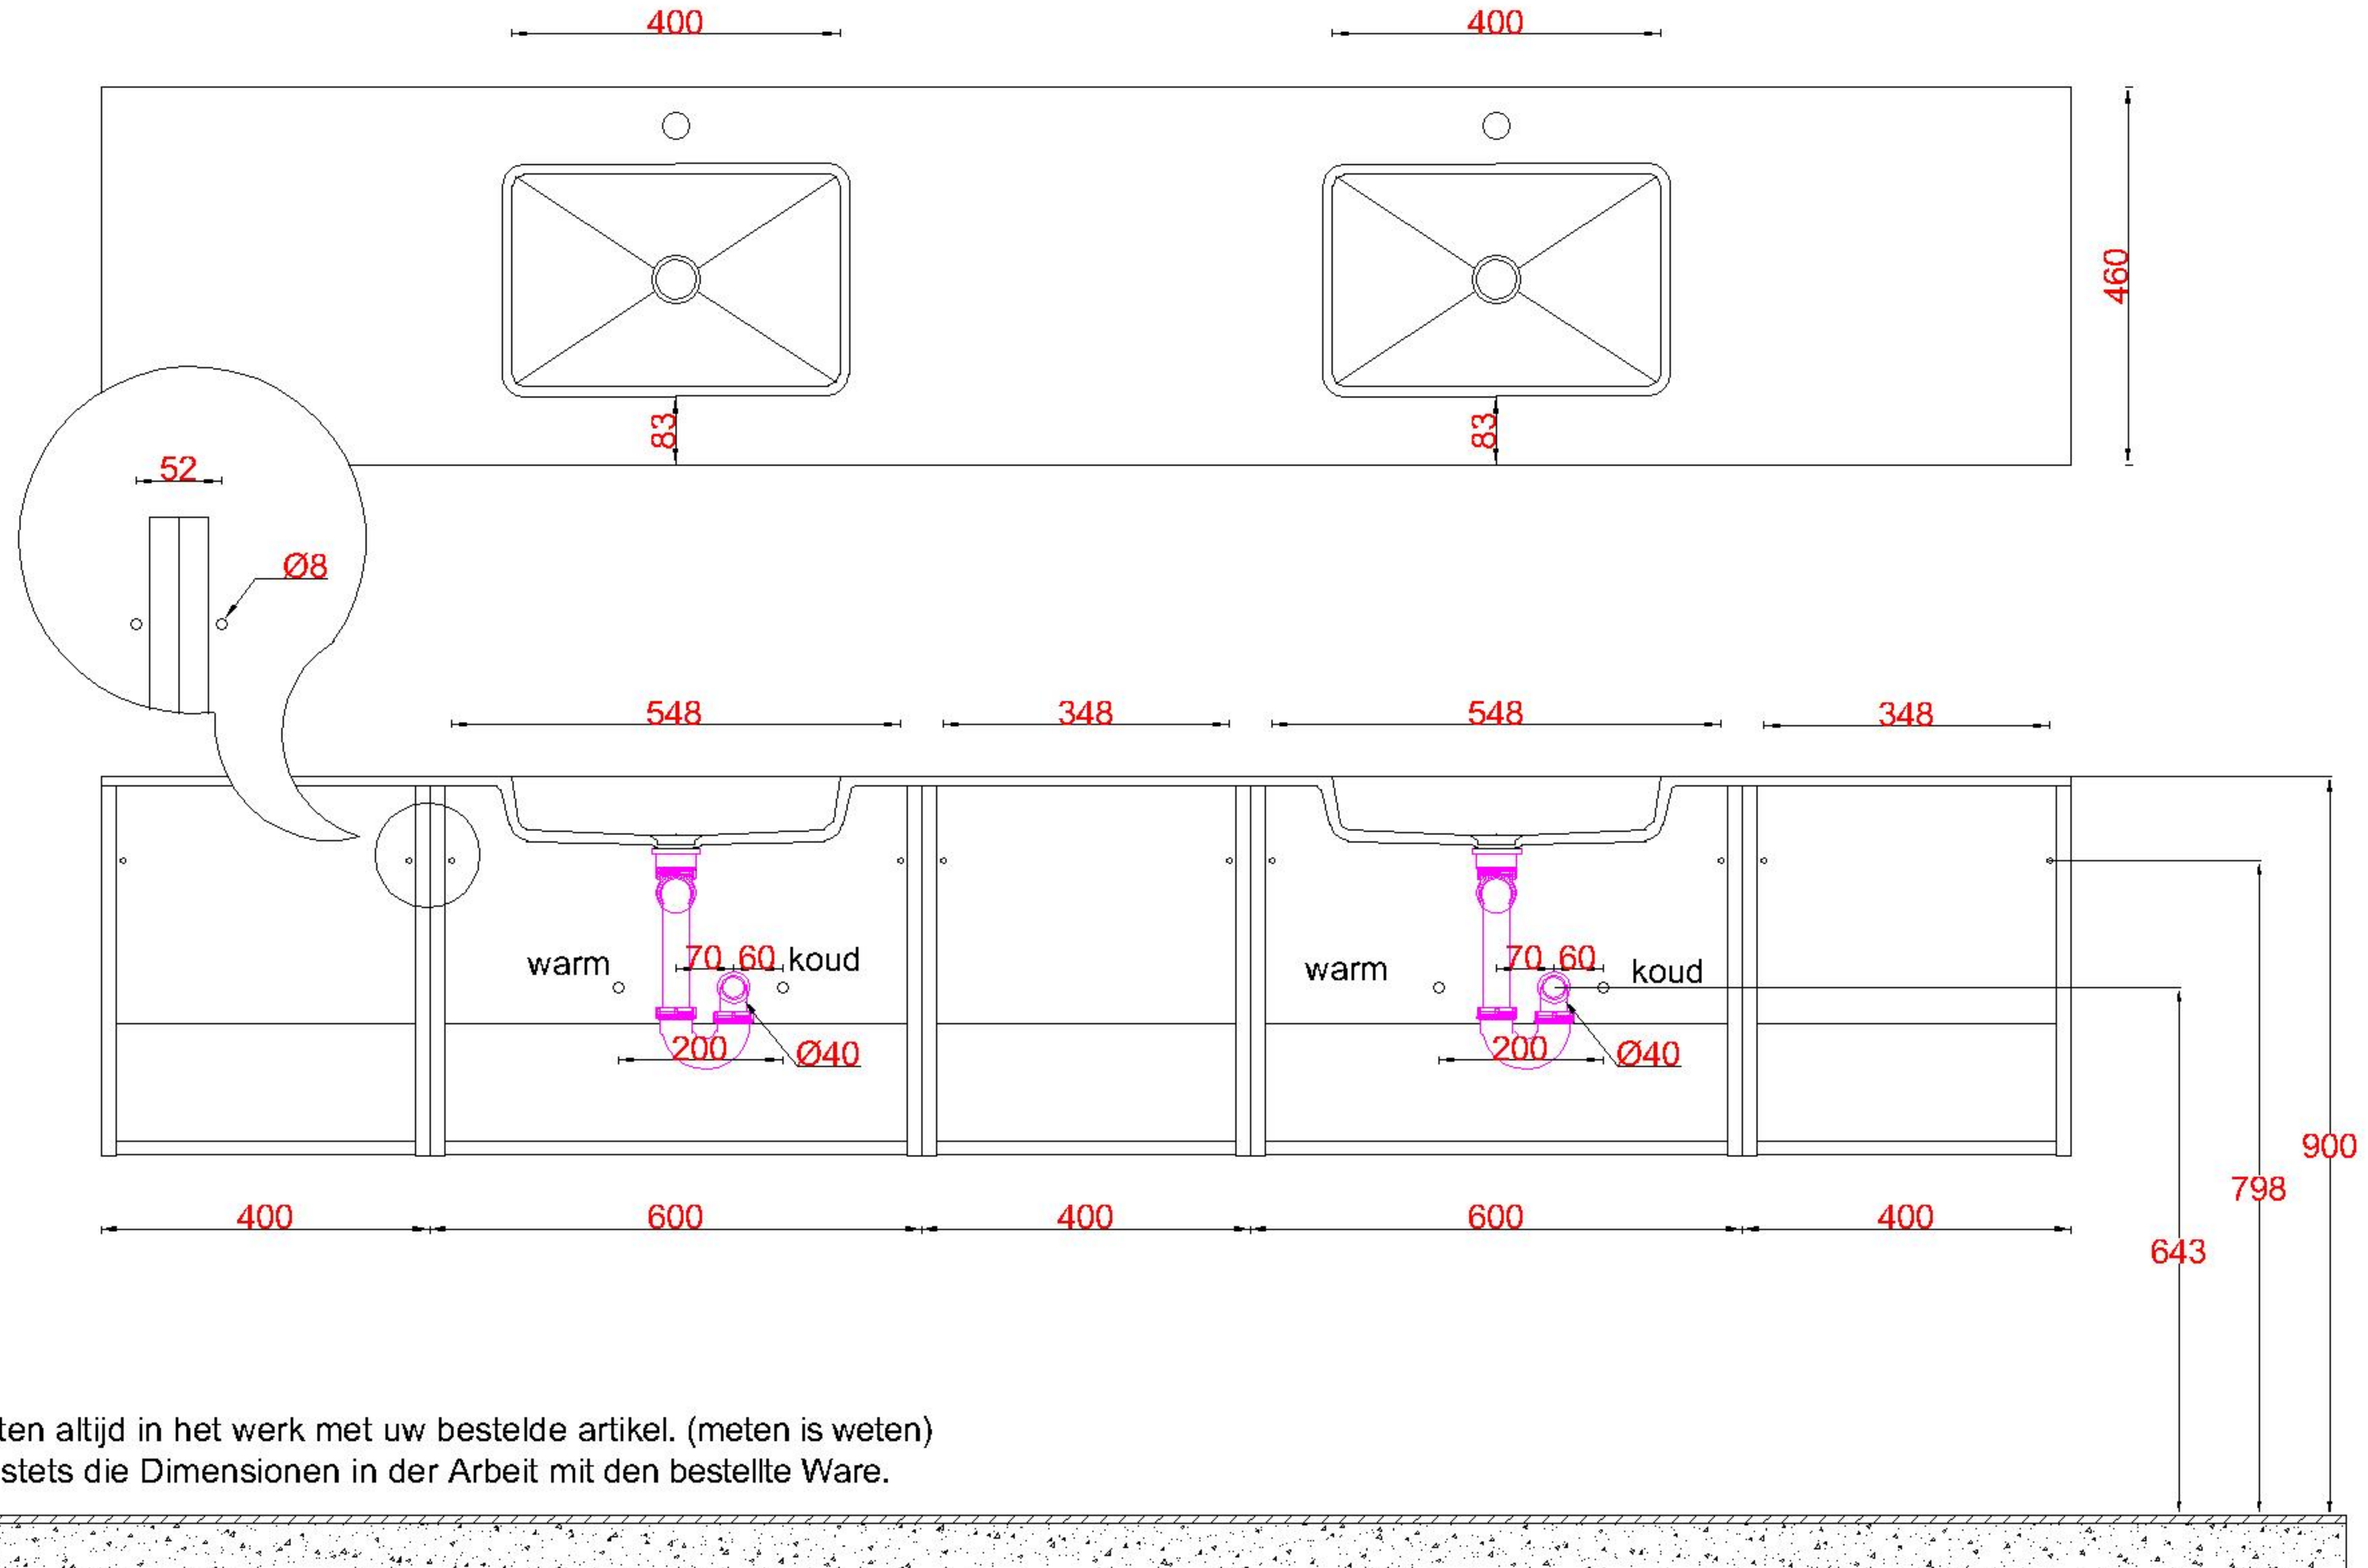 400 400
460
83 83
52
Ø8
548 348 548 348
warm 70 60 koud warm 70 60 koud
200 Ø40 200 Ø40
900
798
400 600 400 600 400
643
ten altijd in het werk met uw bestelde artikel. (meten is weten)
stets die Dimensionen in der Arbeit mit den bestellte Ware.